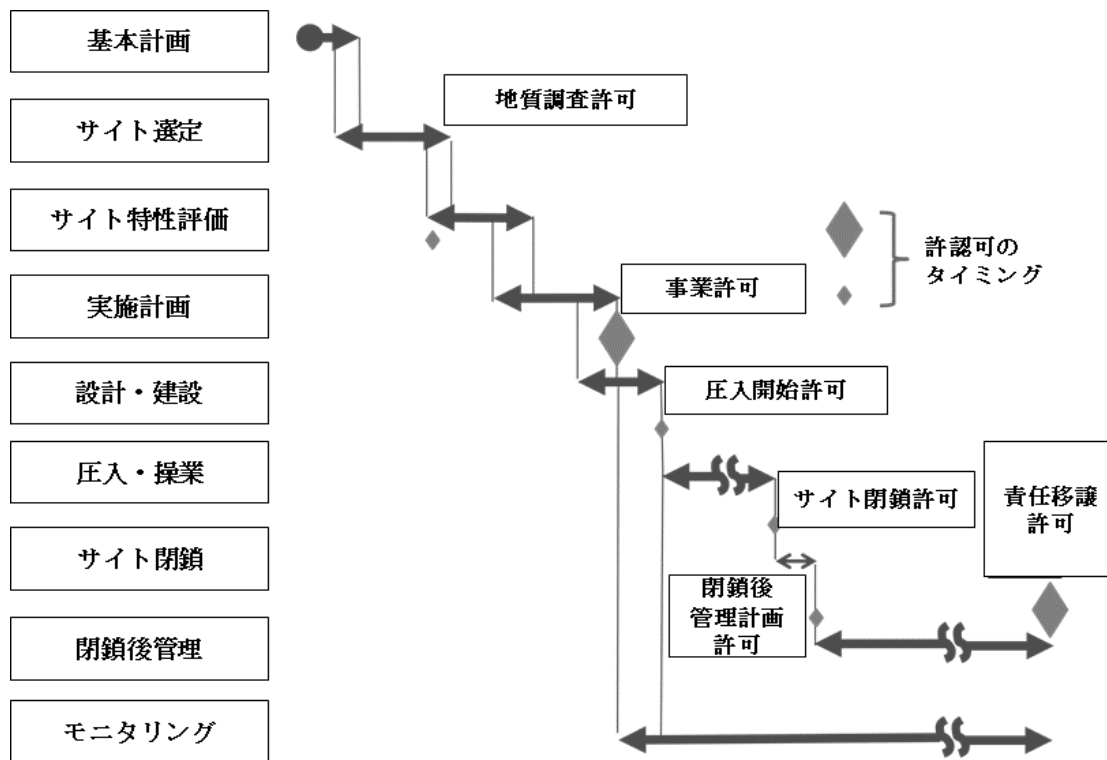 基本計画
地質調査許可
サイト選定
サイト特性評価
許認可の
タイミング
事業許可
実施計画
設計・建設
圧入開始許可
圧入・操業
サイト閉鎖許可
責任移譲
許可
サイト閉鎖
閉鎖後
管理計画
許可
閉鎖後管理
モニタリング